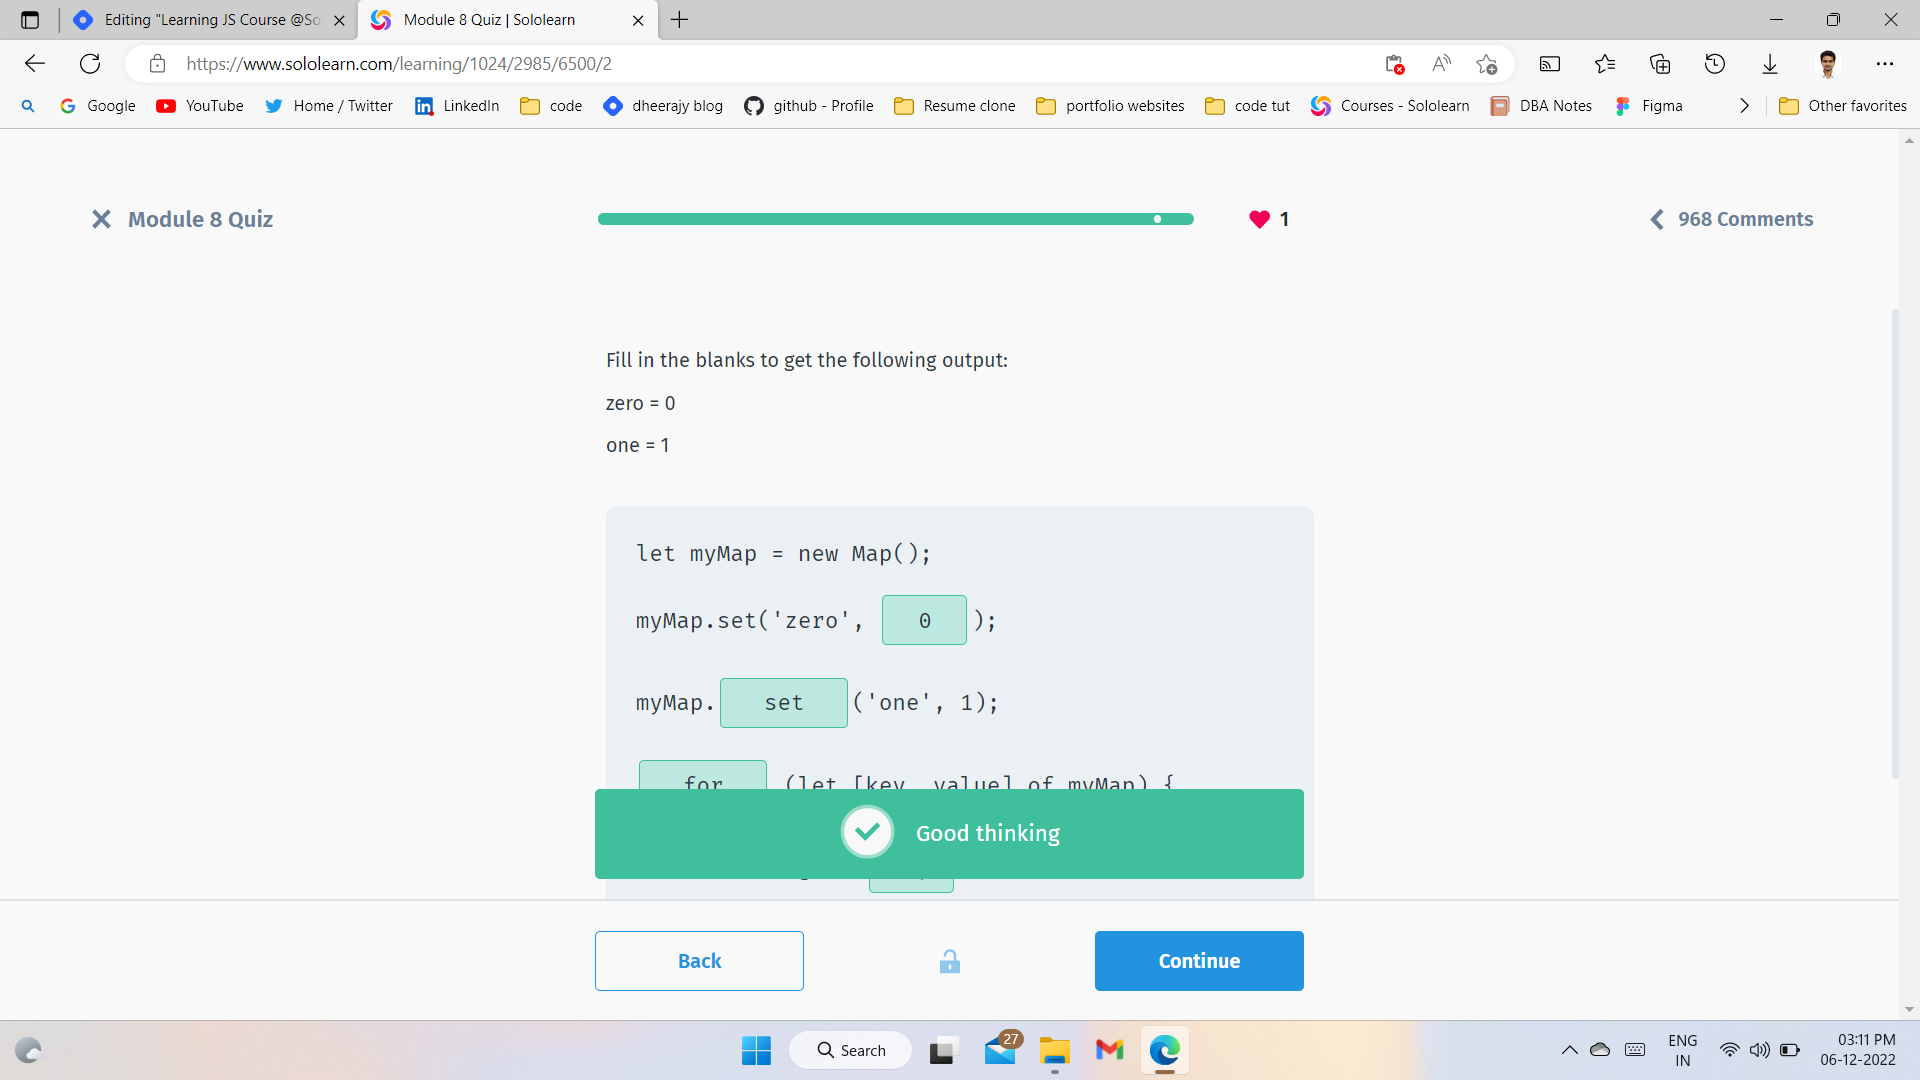 Editing "Learning JS Course @So
Module 8 Quiz | Sololearn
https://www.sololearn.com/learning/1024/2985/6500/2
Google
YouTube
Home / Twitter
LinkedIn
code
dheerajy blog
github - Profile
Resume clone
portfolio websites
code tut
Courses - Sololearn
DBA Notes
Figma
Other favorites
Module 8 Quiz
1
968 Comments
Fill in the blanks to get the following output:
zero = 0
one = 1
let myMap = new Map();
myMap.set('zero', 0 );
myMap. set ('one', 1);
for (let [key, value] of myMap) {
Good thinking
Back
Continue
Search
27
ENG
IN
03:11 PM
06-12-2022